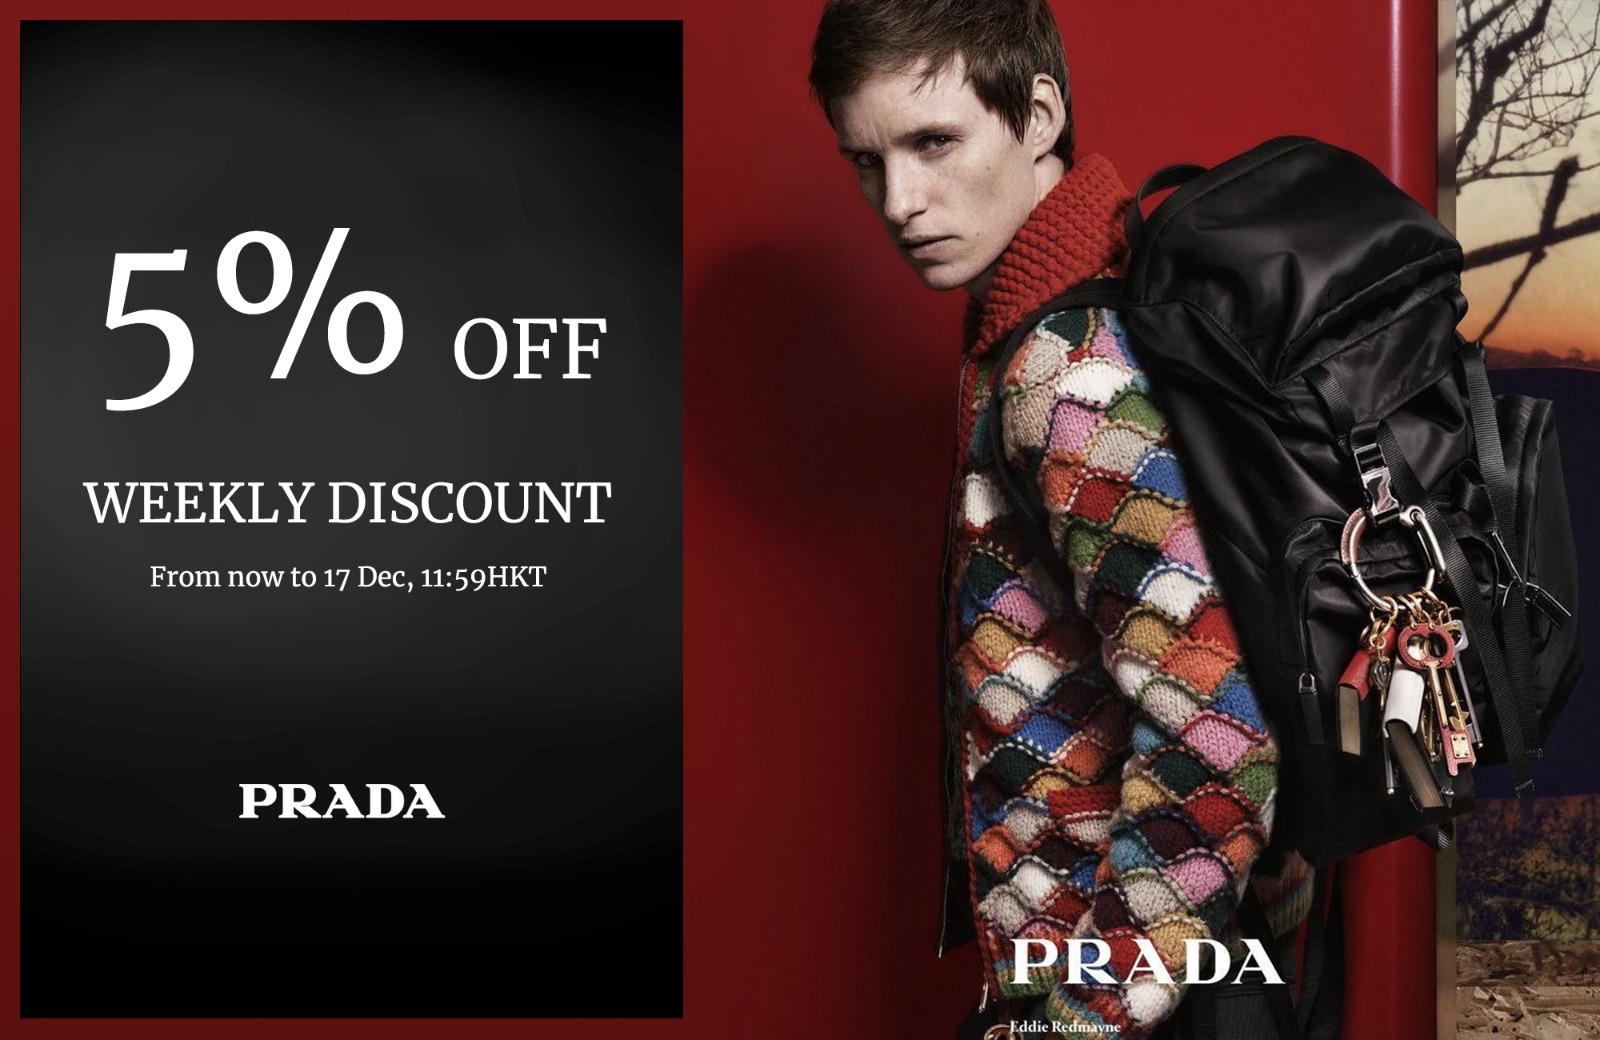 5% OFF
WEEKLY DISCOUNT
From now to 17 Dec, 11:59HKT
PRADA
PRADA
Eddie Redmayne